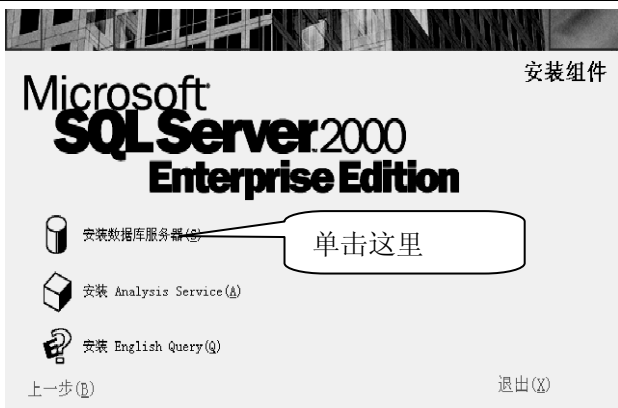 安装组件
Microsoft
SQL Server 2000
Enterprise Edition
安装数据库服务器(S)
单击这里
安装 Analysis Service(A)
安装 English Query(Q)
上一步(B)
退出(X)